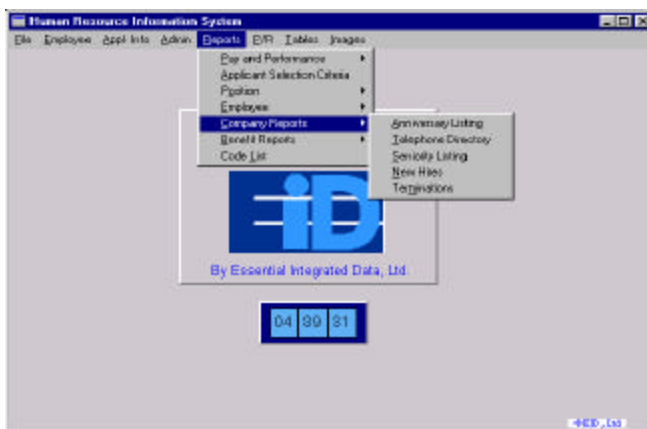 Human Resource Information System
File Employee Appl Info Admin Reports E/R Tables Images
Pay and Performance
Applicant Selection Criteria
Position
Employee
Company Reports
Benefit Reports
Code List
Anniversary Listing
Telephone Directory
Seniority Listing
New Hires
Terminations
iD
By Essential Integrated Data, Ltd.
04 39 31